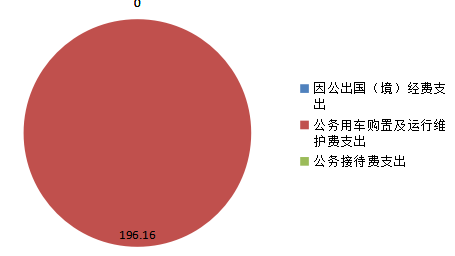 0
因公出国（境）经费支
出
公务用车购置及运行维
护费支出
公务接待费支出
196.16